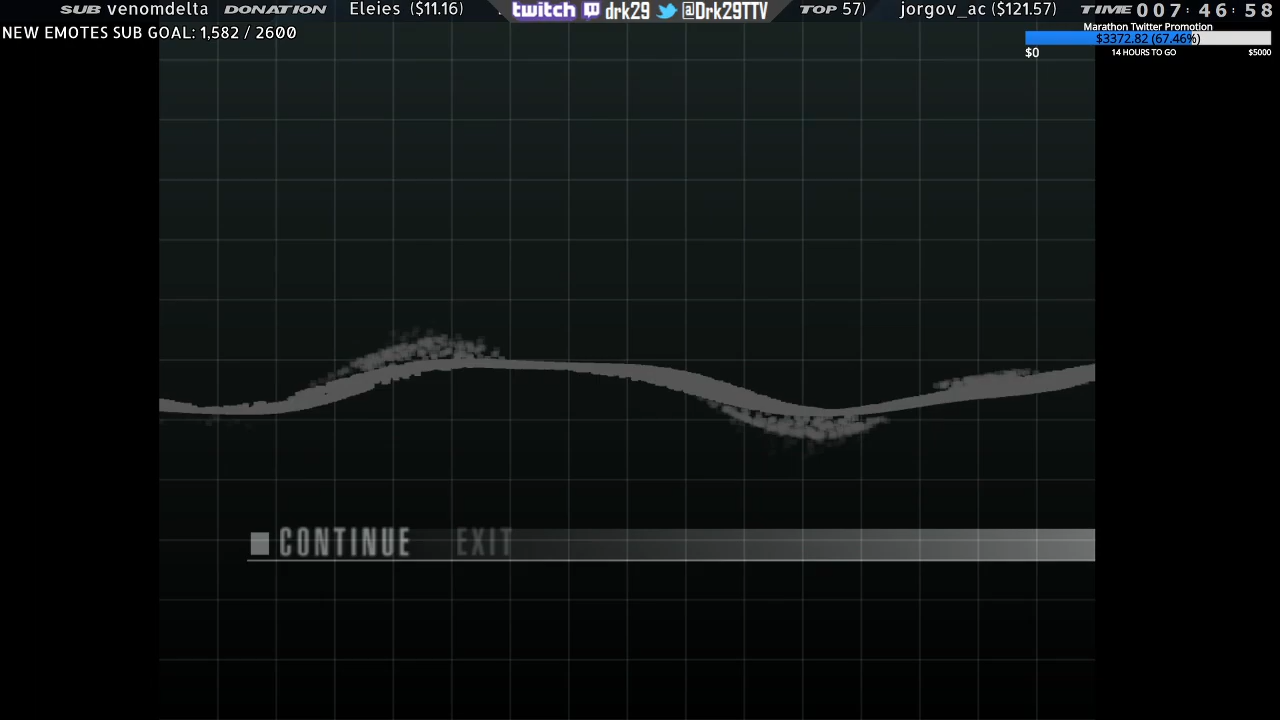 SUB venomdelta DONATION Eleies ($11.16) . twitch drk29 @Drk29TTV TOP 57) jorgov_ac ($121.57) TIME 007:46:58
NEW EMOTES SUB GOAL: 1,582 / 2600
Marathon Twitter Promotion
$3372.82 (67.46%)
$0 14 HOURS TO GO $5000
CONTINUE EXIT